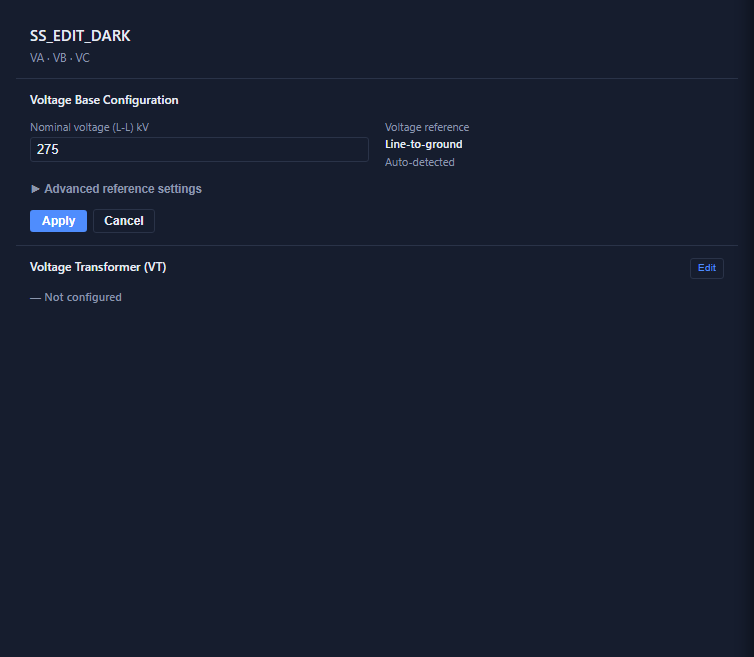 SS_EDIT_DARK
VA · VB · VC
Voltage Base Configuration
Nominal voltage (L-L) kV
275
Voltage reference
Line-to-ground
Auto-detected
▶ Advanced reference settings
Apply
Cancel
Voltage Transformer (VT)
Edit
— Not configured